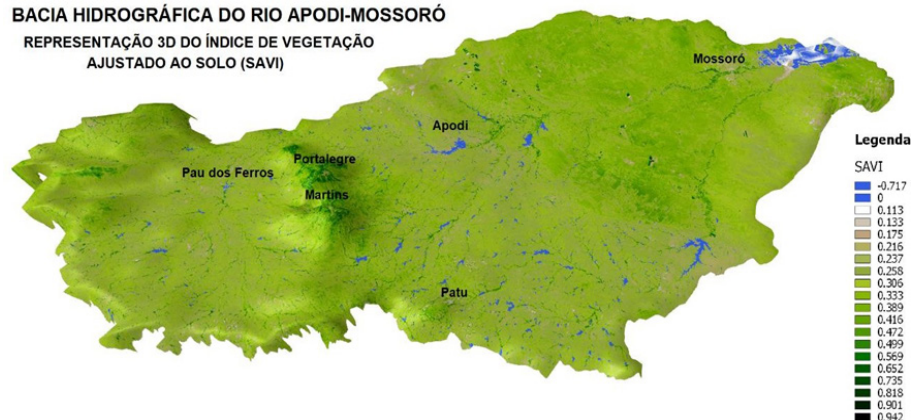 BACIA HIDROGRÁFICA DO RIO APODI-MOSSORÓ
REPRESENTAÇÃO 3D DO ÍNDICE DE VEGETAÇÃO
AJUSTADO AO SOLO (SAVI)
Mossoró
Apodi
Portalegre
Pau dos Ferros
Martins
Patu
Legenda
SAVI
-0.717
0
0.113
0.133
0.175
0.216
0.237
0.258
0.306
0.333
0.389
0.416
0.472
0.499
0.569
0.652
0.735
0.818
0.901
0.942